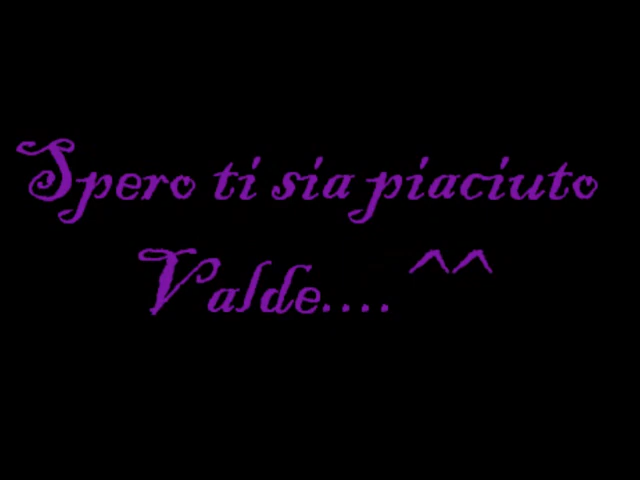 Spero ti sia piaciuto
Valde.... ^^